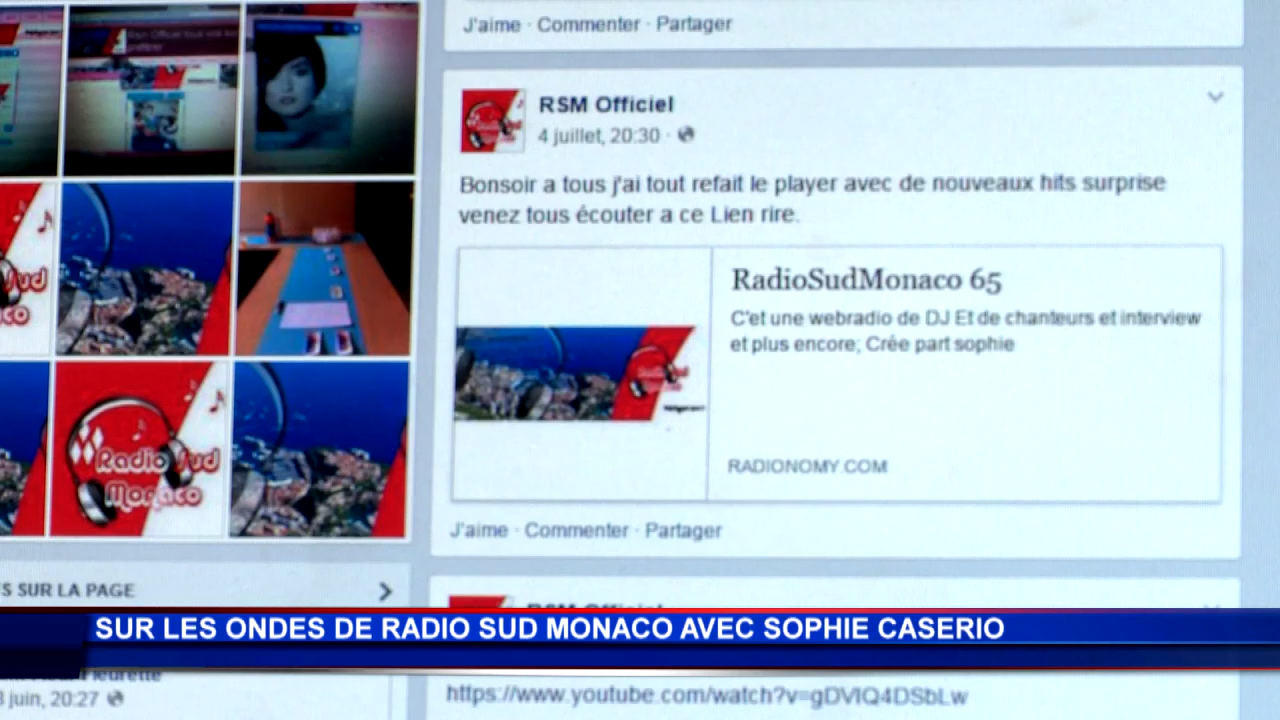 J'aime · Commenter · Partager
RSM Officiel
4 juillet, 20:30
Bonsoir a tous j'ai tout refait le player avec de nouveaux hits surprise
venez tous écouter a ce Lien rire.
RadioSudMonaco 65
C'et une webradio de DJ Et de chanteurs et interview
et plus encore; Crée part sophie
RADIONOMY.COM
J'aime · Commenter · Partager
Radio Sud
Monaco
S SUR LA PAGE
RSM Officiel
SUR LES ONDES DE RADIO SUD MONACO AVEC SOPHIE CASERIO
Fleurette
juin, 20:27
https://www.youtube.com/watch?v=gDVIQ4DSbLw